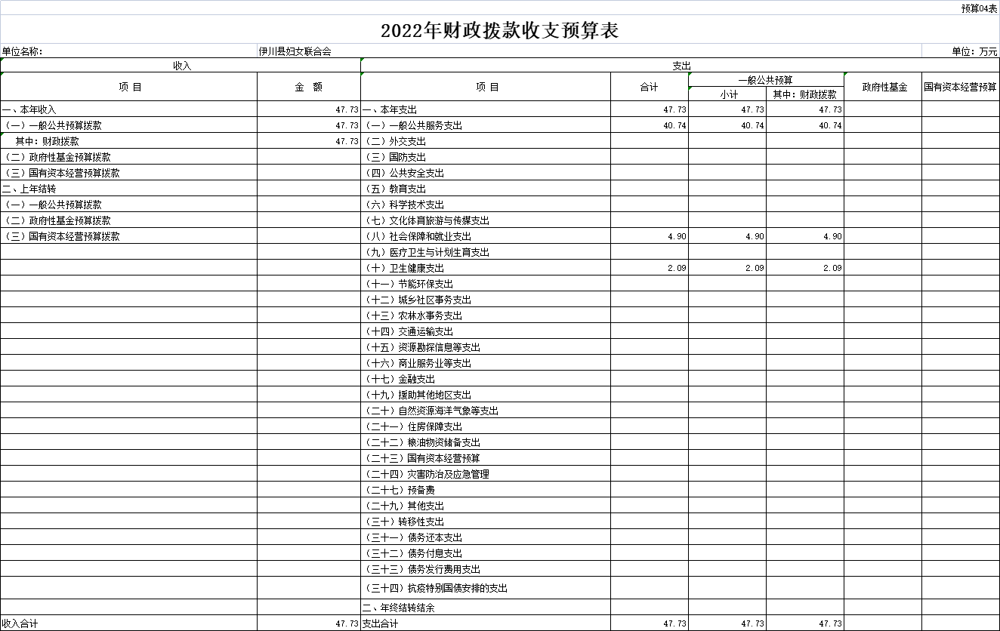 预算04表
2022年财政拨款收支预算表
单位名称： 伊川县妇女联合会 单位：万元
收入 支出
项 目 金 额 项 目 合计 一般公共预算 政府性基金 国有资本经营预算
小计 其中：财政拨款
一、本年收入 47.73 一、本年支出 47.73 47.73 47.73
（一）一般公共预算拨款 47.73 （一）一般公共服务支出 40.74 40.74 40.74
其中：财政拨款 47.73 （二）外交支出
（二）政府性基金预算拨款 （三）国防支出
（三）国有资本经营预算拨款 （四）公共安全支出
二、上年结转 （五）教育支出
（一）一般公共预算拨款 （六）科学技术支出
（二）政府性基金预算拨款 （七）文化体育旅游与传媒支出
（三）国有资本经营预算拨款 （八）社会保障和就业支出 4.90 4.90 4.90
（九）医疗卫生与计划生育支出
（十）卫生健康支出 2.09 2.09 2.09
（十一）节能环保支出
（十二）城乡社区事务支出
（十三）农林水事务支出
（十四）交通运输支出
（十五）资源勘探信息等支出
（十六）商业服务业等支出
（十七）金融支出
（十九）援助其他地区支出
（二十）自然资源海洋气象等支出
（二十一）住房保障支出
（二十二）粮油物资储备支出
（二十三）国有资本经营预算
（二十四）灾害防治及应急管理
（二十七）预备费
（二十九）其他支出
（三十）转移性支出
（三十一）债务还本支出
（三十二）债务付息支出
（三十三）债务发行费用支出
（三十四）抗疫特别国债安排的支出
二、年终结转结余
收入合计 47.73 支出合计 47.73 47.73 47.73